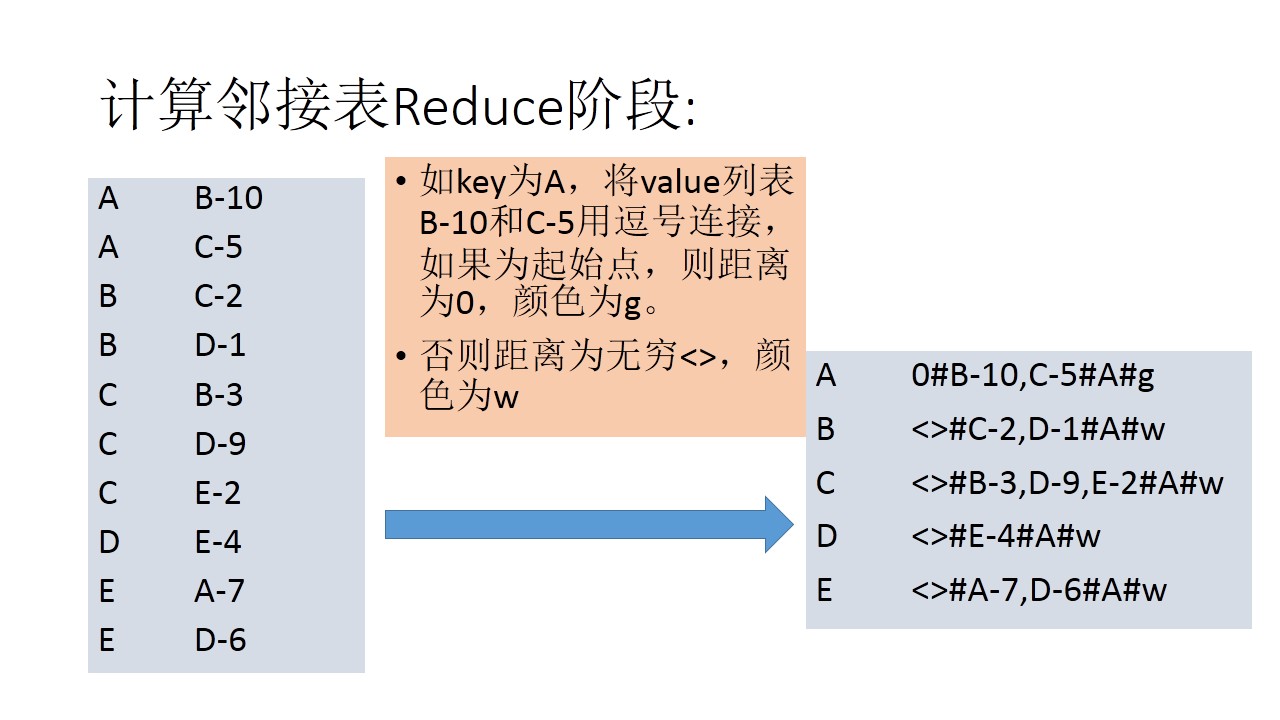 计算邻接表Reduce阶段:
A B-10
A C-5
B C-2
B D-1
C B-3
C D-9
C E-2
D E-4
E A-7
E D-6
• 如key为A，将value列表
B-10和C-5用逗号连接，
如果为起始点，则距离
为0，颜色为g。
• 否则距离为无穷<>，颜
色为w
A 0#B-10,C-5#A#g
B <>#C-2,D-1#A#w
C <>#B-3,D-9,E-2#A#w
D <>#E-4#A#w
E <>#A-7,D-6#A#w